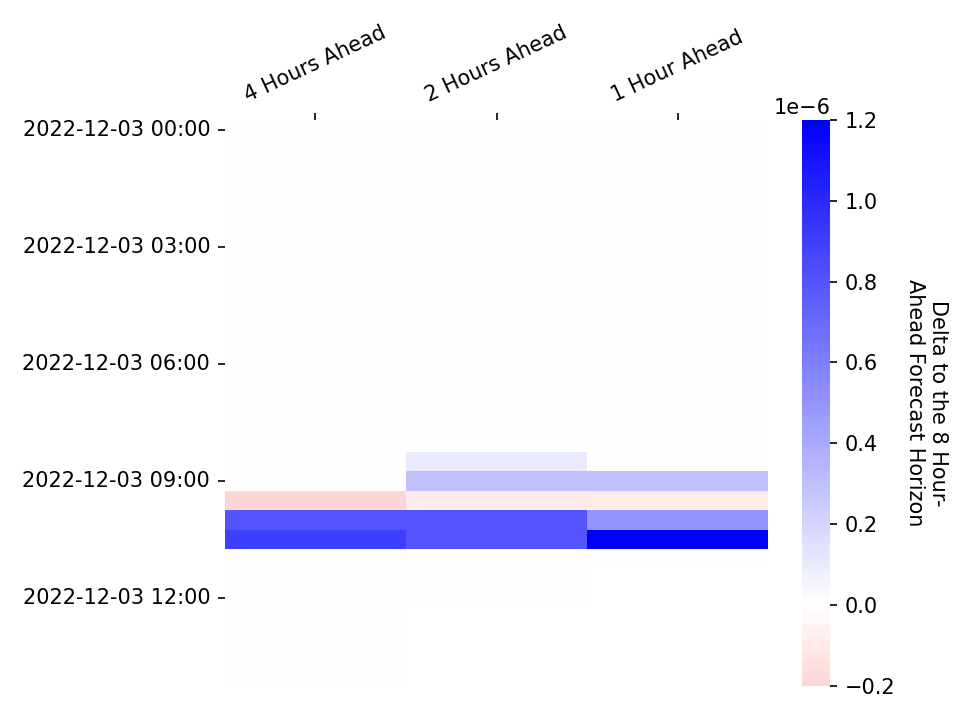 4 Hours Ahead
2 Hours Ahead
1 Hour Ahead
1e−6
2022-12-03 00:00
2022-12-03 03:00
2022-12-03 06:00
2022-12-03 09:00
2022-12-03 12:00
1.2
1.0
0.8
0.6
0.4
0.2
0.0
−0.2
Delta to the 8 Hour-
Ahead Forecast Horizon